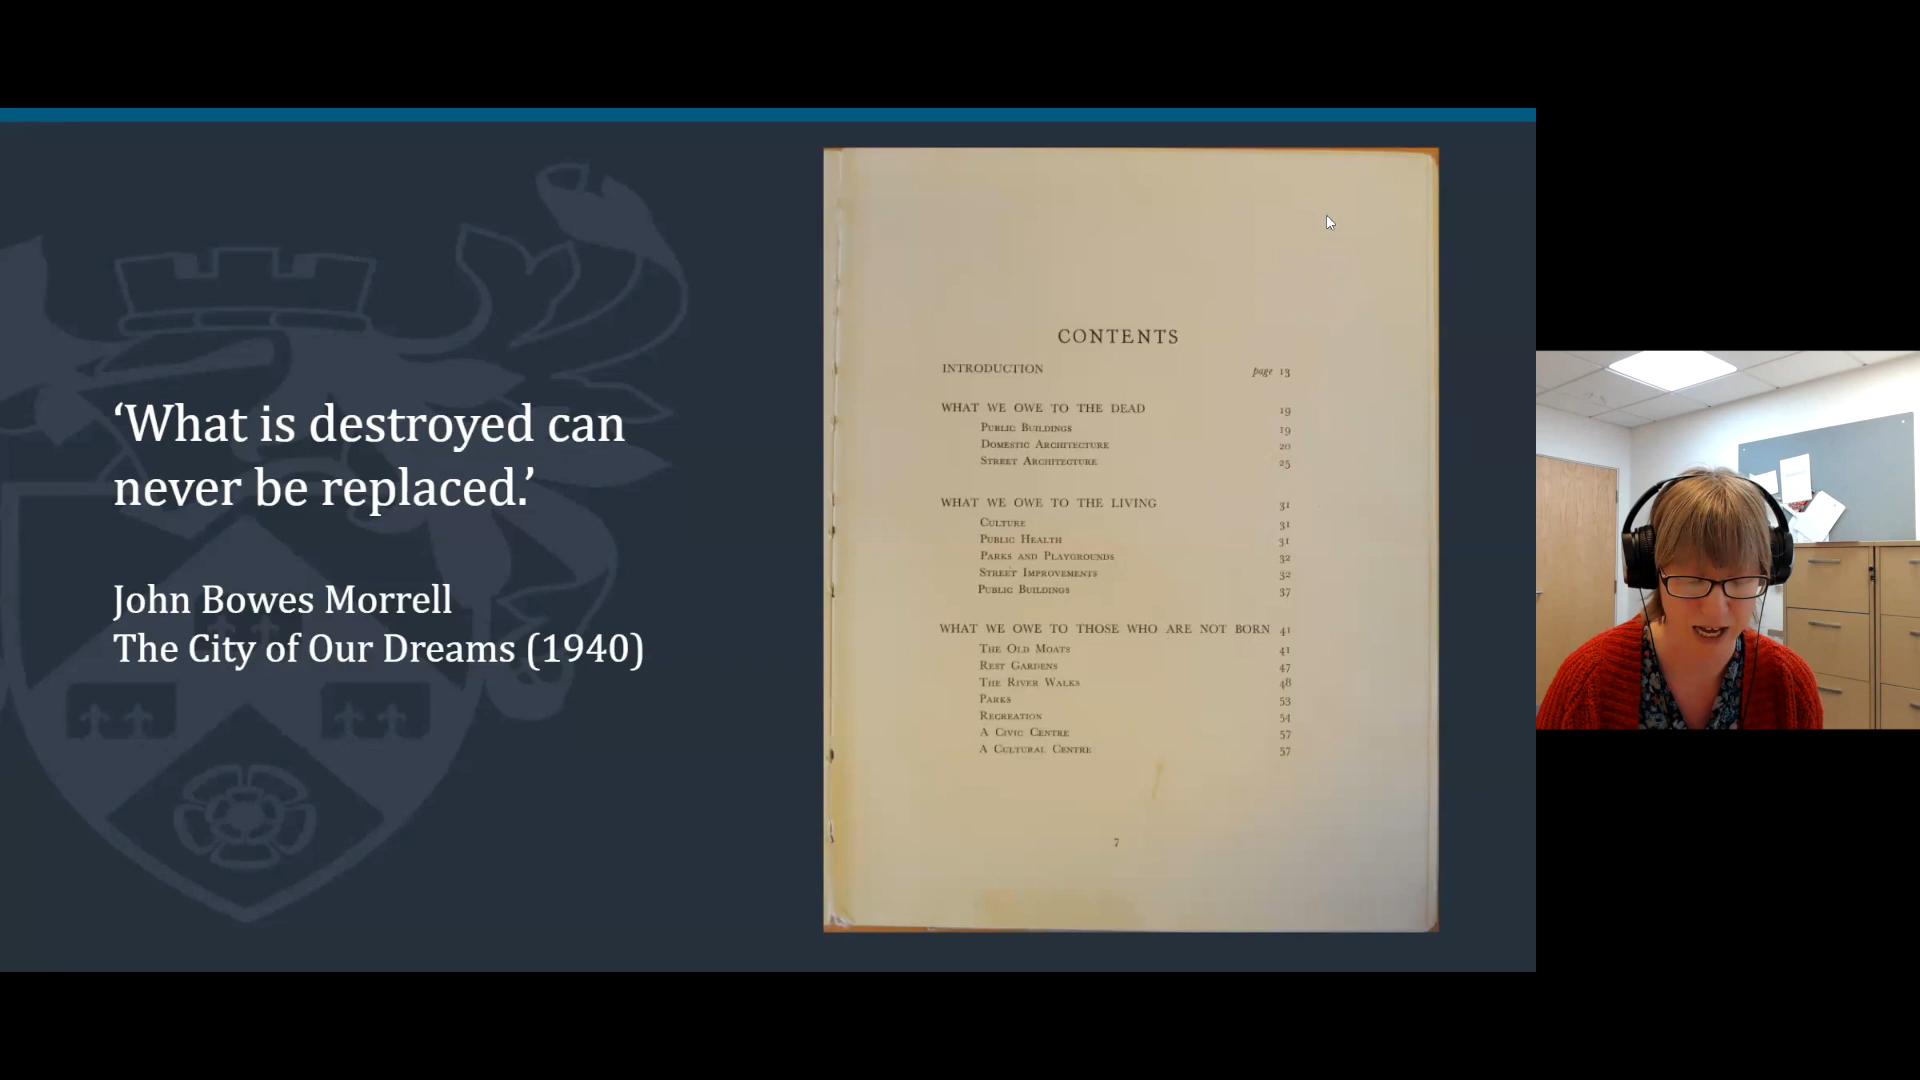 ‘What is destroyed can
never be replaced.’
John Bowes Morrell
The City of Our Dreams (1940)
CONTENTS
INTRODUCTION page 13
WHAT WE OWE TO THE DEAD 19
PUBLIC BUILDINGS 19
DOMESTIC ARCHITECTURE 20
STREET ARCHITECTURE 25
WHAT WE OWE TO THE LIVING 31
CULTURE 31
PUBLIC HEALTH 31
PARKS AND PLAYGROUNDS 32
STREET IMPROVEMENTS 32
PUBLIC BUILDINGS 37
WHAT WE OWE TO THOSE WHO ARE NOT BORN 41
THE OLD MOATS 41
REST GARDENS 47
THE RIVER WALKS 48
PARKS 53
RECREATION 54
A CIVIC CENTRE 57
A CULTURAL CENTRE 57
7